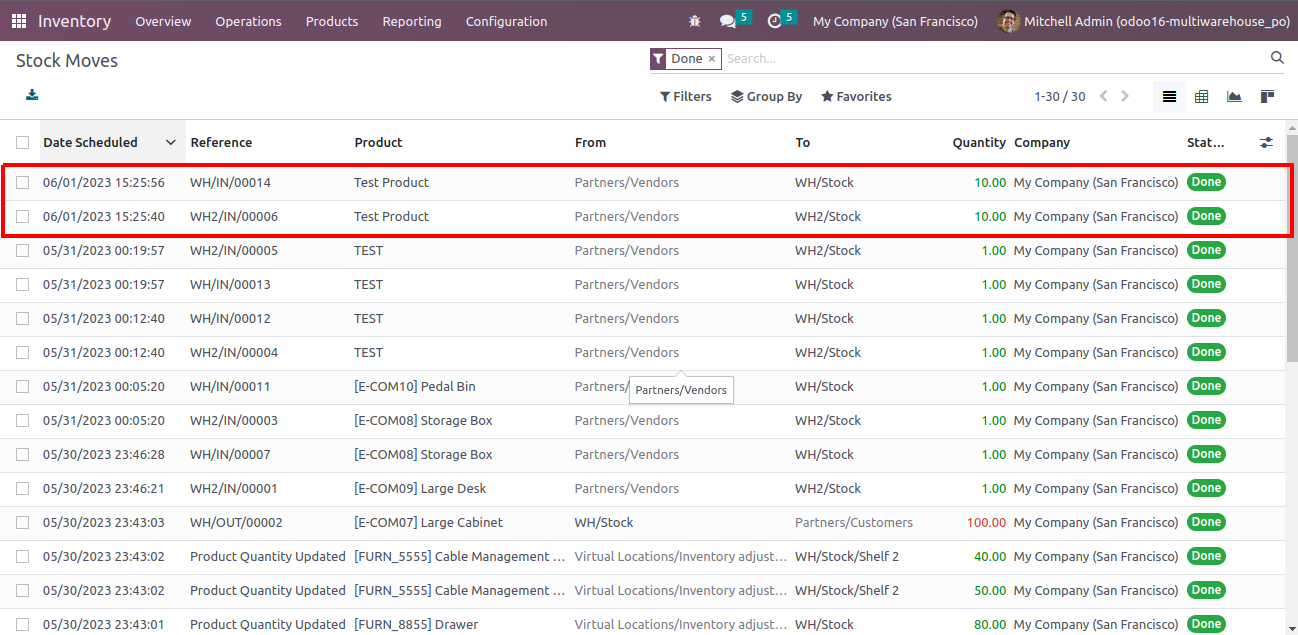 Inventory Overview Operations Products Reporting Configuration 5 5 My Company (San Francisco) Mitchell Admin (odoo16-multiwarehouse_po)
Stock Moves Done × Search...
Filters Group By Favorites 1-30 / 30
Date Scheduled Reference Product From To Quantity Company Stat...
06/01/2023 15:25:56 WH/IN/00014 Test Product Partners/Vendors WH/Stock 10.00 My Company (San Francisco) Done
06/01/2023 15:25:40 WH2/IN/00006 Test Product Partners/Vendors WH2/Stock 10.00 My Company (San Francisco) Done
05/31/2023 00:19:57 WH2/IN/00005 TEST Partners/Vendors WH2/Stock 1.00 My Company (San Francisco) Done
05/31/2023 00:19:57 WH/IN/00013 TEST Partners/Vendors WH/Stock 1.00 My Company (San Francisco) Done
05/31/2023 00:12:40 WH/IN/00012 TEST Partners/Vendors WH/Stock 1.00 My Company (San Francisco) Done
05/31/2023 00:12:40 WH2/IN/00004 TEST Partners/Vendors WH2/Stock 1.00 My Company (San Francisco) Done
05/31/2023 00:05:20 WH/IN/00011 [E-COM10] Pedal Bin Partners/ WH/Stock 1.00 My Company (San Francisco) Done
Partners/Vendors
05/31/2023 00:05:20 WH2/IN/00003 [E-COM08] Storage Box Partners/Vendors WH2/Stock 1.00 My Company (San Francisco) Done
05/30/2023 23:46:28 WH/IN/00007 [E-COM08] Storage Box Partners/Vendors WH/Stock 1.00 My Company (San Francisco) Done
05/30/2023 23:46:21 WH2/IN/00001 [E-COM09] Large Desk Partners/Vendors WH2/Stock 1.00 My Company (San Francisco) Done
05/30/2023 23:43:03 WH/OUT/00002 [E-COM07] Large Cabinet WH/Stock Partners/Customers 100.00 My Company (San Francisco) Done
05/30/2023 23:43:02 Product Quantity Updated [FURN_5555] Cable Management ... Virtual Locations/Inventory adjust... WH/Stock/Shelf 2 40.00 My Company (San Francisco) Done
05/30/2023 23:43:02 Product Quantity Updated [FURN_5555] Cable Management ... Virtual Locations/Inventory adjust... WH/Stock/Shelf 2 50.00 My Company (San Francisco) Done
05/30/2023 23:43:01 Product Quantity Updated [FURN_8855] Drawer Virtual Locations/Inventory adjust... WH/Stock 80.00 My Company (San Francisco) Done